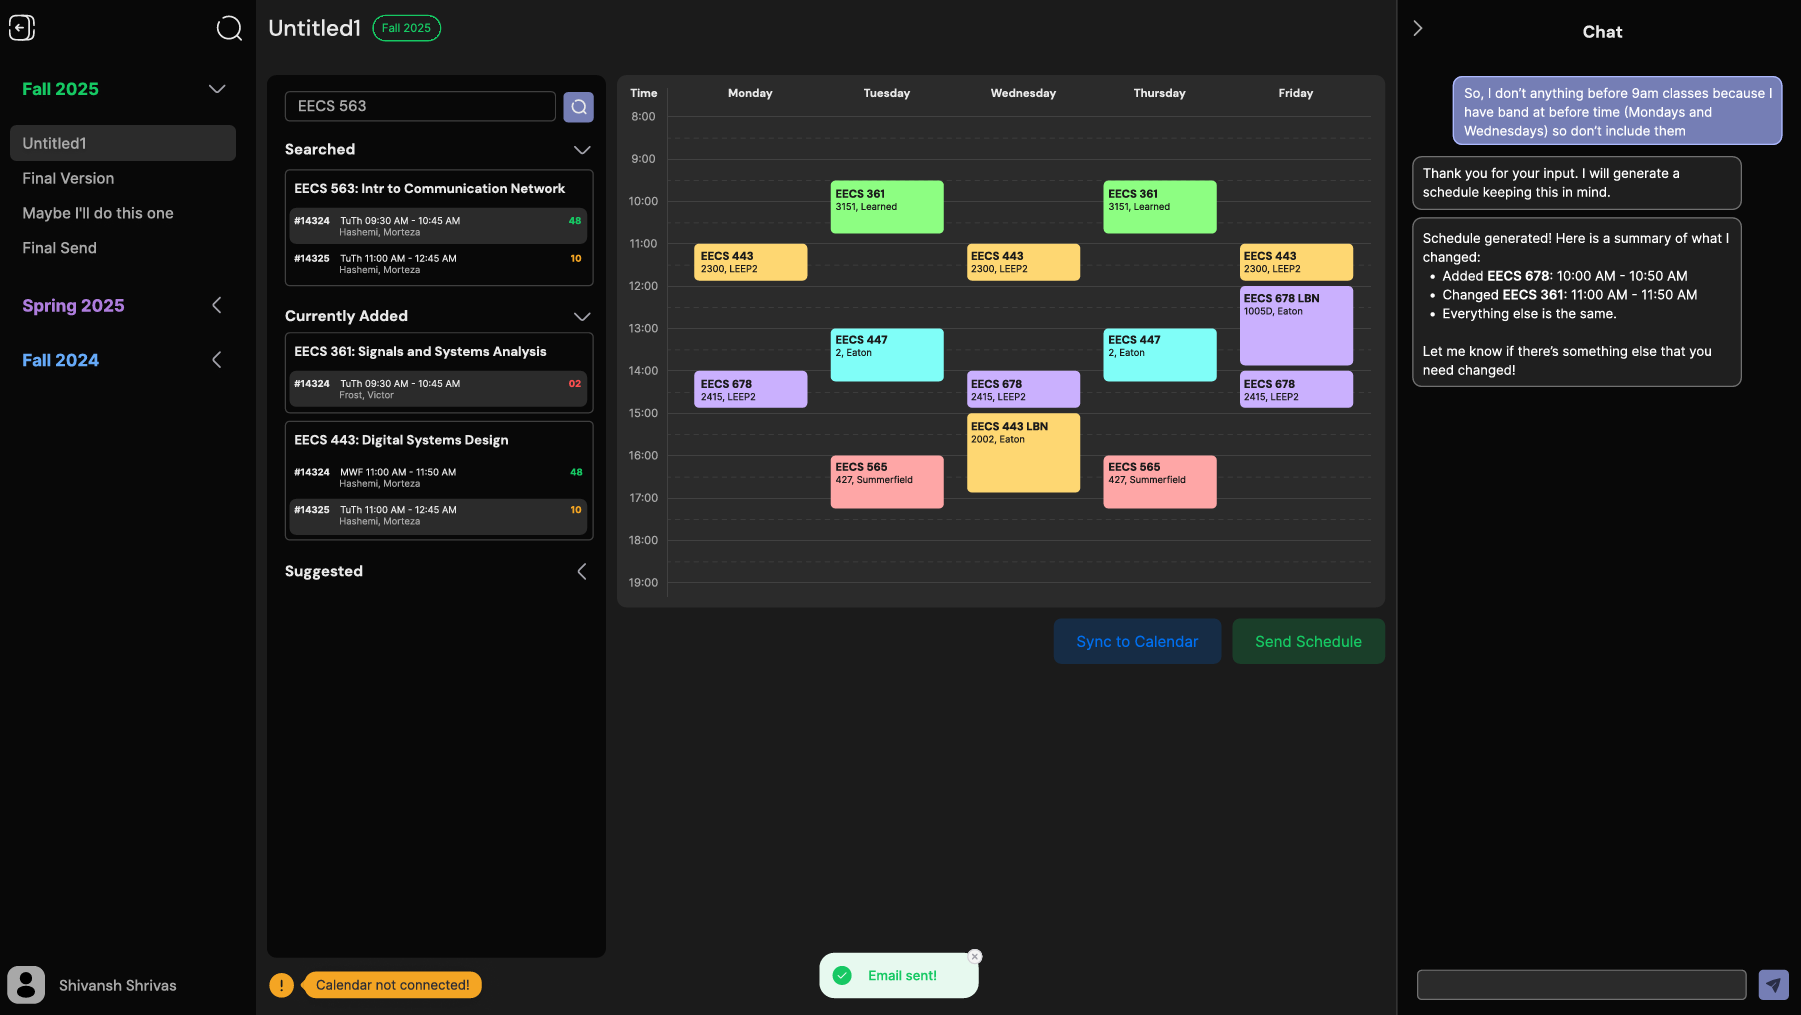 Fall 2025
Untitled1
Final Version
Maybe I'll do this one
Final Send
Spring 2025
Fall 2024
Shivansh Shrivas
Untitled1
Fall 2025
EECS 563
Searched
EECS 563: Intr to Communication Network
#14324 TuTh 09:30 AM - 10:45 AM 48
Hashemi, Morteza
#14325 TuTh 11:00 AM - 12:45 AM 10
Hashemi, Morteza
Currently Added
EECS 361: Signals and Systems Analysis
#14324 TuTh 09:30 AM - 10:45 AM 02
Frost, Victor
EECS 443: Digital Systems Design
#14324 MWF 11:00 AM - 11:50 AM 48
Hashemi, Morteza
#14325 TuTh 11:00 AM - 12:45 AM 10
Hashemi, Morteza
Suggested
! Calendar not connected!
Time Monday Tuesday Wednesday Thursday Friday
8:00
9:00
EECS 361 EECS 361
3151, Learned 3151, Learned
10:00
11:00
EECS 443 EECS 443 EECS 443
2300, LEEP2 2300, LEEP2 2300, LEEP2
12:00
EECS 678 LBN
1005D, Eaton
13:00
EECS 447 EECS 447
2, Eaton 2, Eaton
14:00
EECS 678 EECS 678 EECS 678
2415, LEEP2 2415, LEEP2 2415, LEEP2
15:00
EECS 443 LBN
2002, Eaton
16:00
EECS 565 EECS 565
427, Summerfield 427, Summerfield
17:00
18:00
19:00
Sync to Calendar
Send Schedule
Email sent!
Chat
So, I don’t anything before 9am classes because I
have band at before time (Mondays and
Wednesdays) so don’t include them
Thank you for your input. I will generate a
schedule keeping this in mind.
Schedule generated! Here is a summary of what I
changed:
• Added EECS 678: 10:00 AM - 10:50 AM
• Changed EECS 361: 11:00 AM - 11:50 AM
• Everything else is the same.
Let me know if there’s something else that you
need changed!